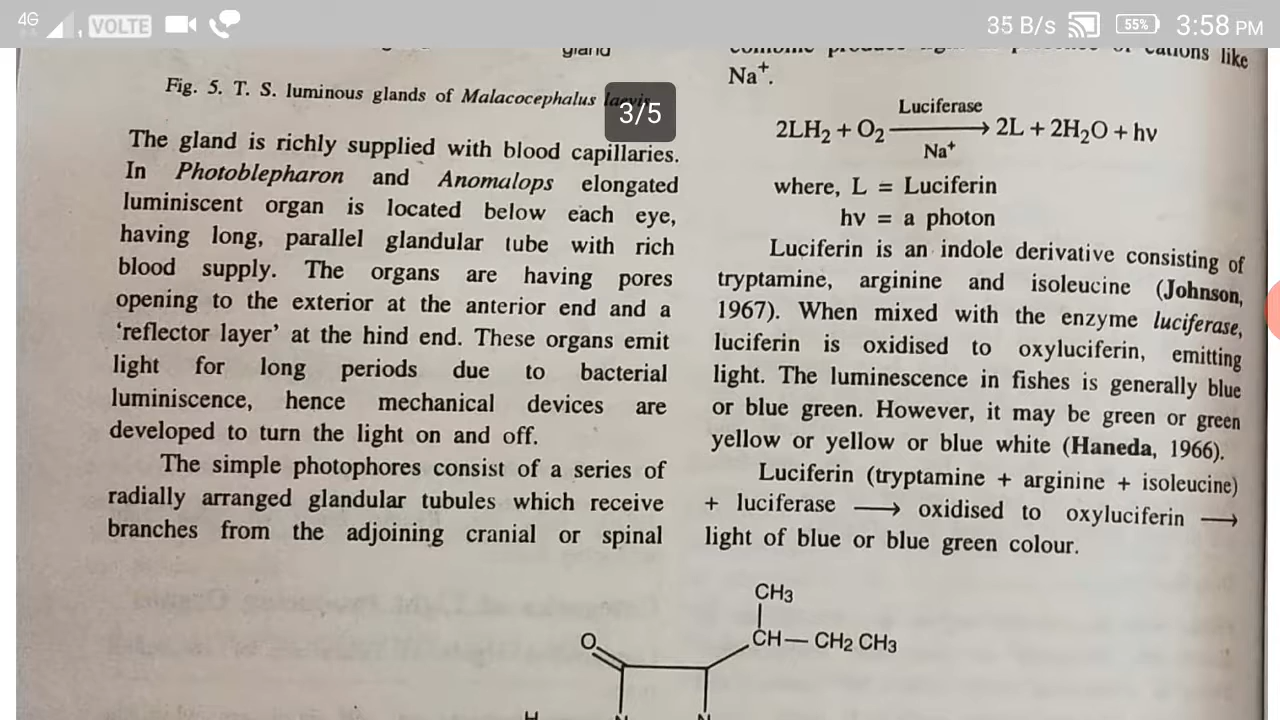 4G VOLTE 35 B/s 55% 3:58 PM
3/5
gland
Fig. 5. T. S. luminous glands of Malacocephalus laevis.
The gland is richly supplied with blood capillaries.
In Photoblepharon and Anomalops elongated
luminiscent organ is located below each eye,
having long, parallel glandular tube with rich
blood supply. The organs are having pores
opening to the exterior at the anterior end and a
‘reflector layer’ at the hind end. These organs emit
light for long periods due to bacterial
luminiscence, hence mechanical devices are
developed to turn the light on and off.
The simple photophores consist of a series of
radially arranged glandular tubules which receive
branches from the adjoining cranial or spinal
of cations like
Na⁺.
Luciferase
2LH₂ + O₂ ⟶ 2L + 2H₂O + hν
Na⁺
where, L = Luciferin
hν = a photon
Luciferin is an indole derivative consisting of
tryptamine, arginine and isoleucine (Johnson,
1967). When mixed with the enzyme luciferase,
luciferin is oxidised to oxyluciferin, emitting
light. The luminescence in fishes is generally blue
or blue green. However, it may be green or green
yellow or yellow or blue white (Haneda, 1966).
Luciferin (tryptamine + arginine + isoleucine)
+ luciferase ⟶ oxidised to oxyluciferin ⟶
light of blue or blue green colour.
CH3
O CH— CH2 CH3
H N N